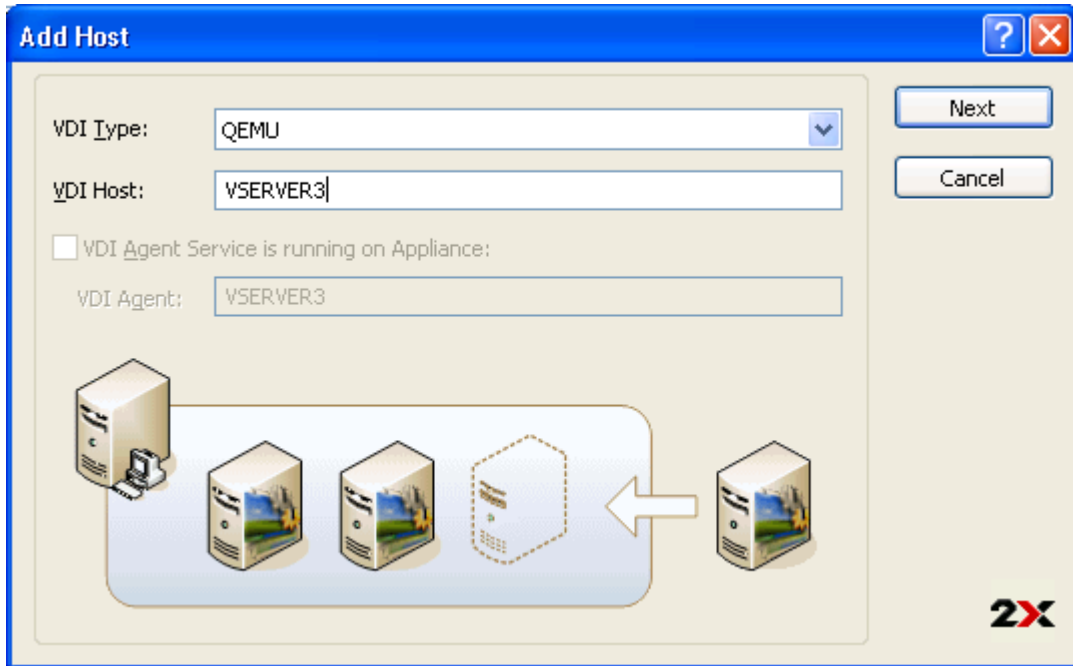 Add Host
VDI Type: QEMU Next
VDI Host: VSERVER3 Cancel
VDI Agent Service is running on Appliance:
VDI Agent: VSERVER3
2X